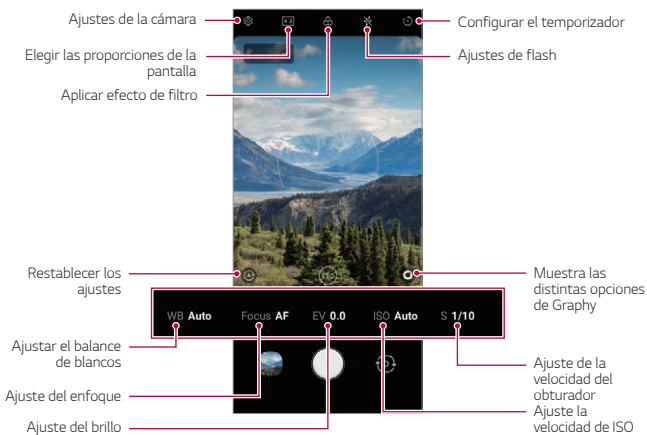 Ajustes de la cámara
Configurar el temporizador
Elegir las proporciones de la
pantalla
Ajustes de flash
Aplicar efecto de filtro
Restablecer los
ajustes
Muestra las
distintas opciones
de Graphy
WB Auto Focus AF EV 0.0 ISO Auto S 1/10
Ajustar el balance
de blancos
Ajuste del enfoque
Ajuste del brillo
Ajuste de la
velocidad del
obturador
Ajuste la
velocidad de ISO